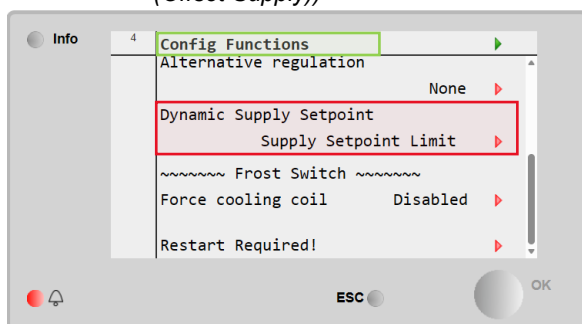 Info
4
Config Functions
Alternative regulation
None
Dynamic Supply Setpoint
Supply Setpoint Limit
~~~~~~~ Frost Switch ~~~~~~~
Force cooling coil Disabled
Restart Required!
ESC
OK